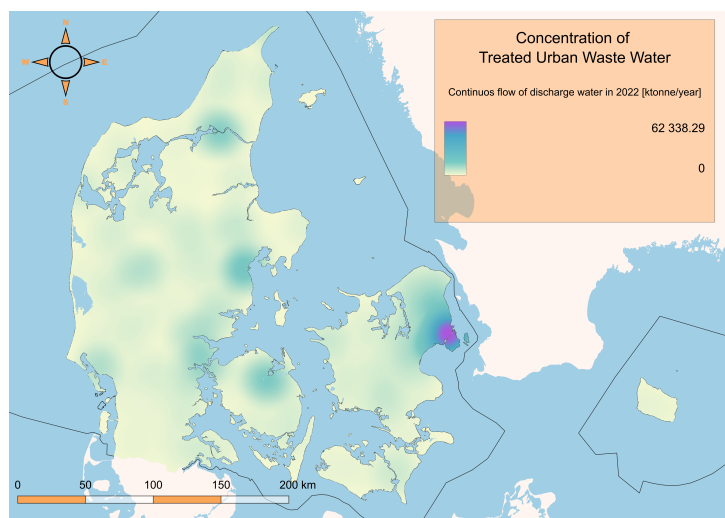 N
W
E
S
Concentration of
Treated Urban Waste Water
Continuos flow of discharge water in 2022 [ktonne/year]
62 338.29
0
0 50 100 150 200 km